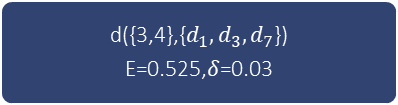 d({3,4},{𝑑₁, 𝑑₃, 𝑑₇})
E=0.525,𝜹=0.03